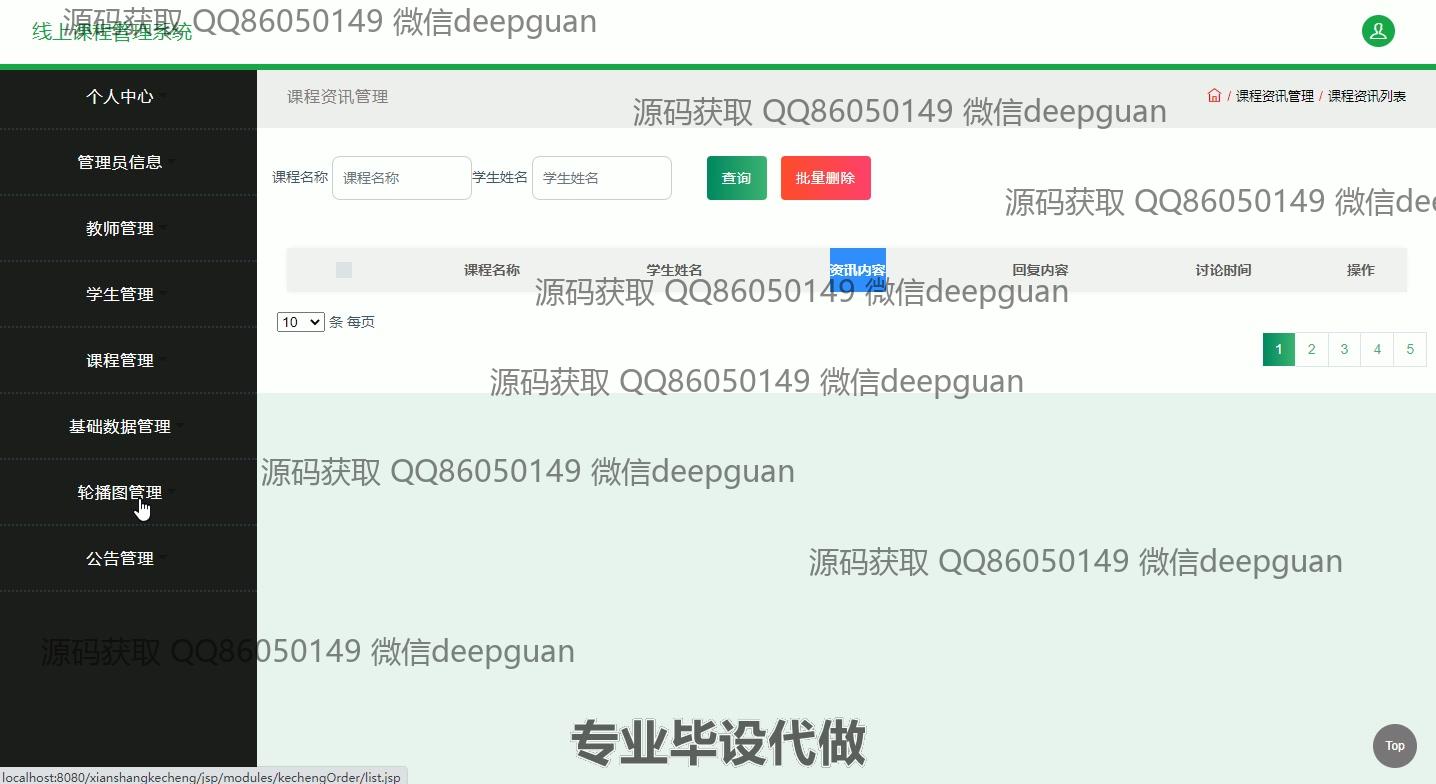 源码获取 QQ86050149 微信deepguan
线上课程管理系统
个人中心
课程资讯管理
/ 课程资讯管理 / 课程资讯列表
源码获取 QQ86050149 微信deepguan
管理员信息
课程名称 课程名称 学生姓名 学生姓名 查询 批量删除
源码获取 QQ86050149 微信dee
教师管理
课程名称 学生姓名 资讯内容 回复内容 讨论时间 操作
源码获取 QQ86050149 微信deepguan
学生管理
10 条 每页
1 2 3 4 5
课程管理
源码获取 QQ86050149 微信deepguan
基础数据管理
源码获取 QQ86050149 微信deepguan
轮播图管理
公告管理
源码获取 QQ86050149 微信deepguan
源码获取 QQ86050149 微信deepguan
专业毕设代做
Top
localhost:8080/xianshangkecheng/jsp/modules/kechengOrder/list.jsp